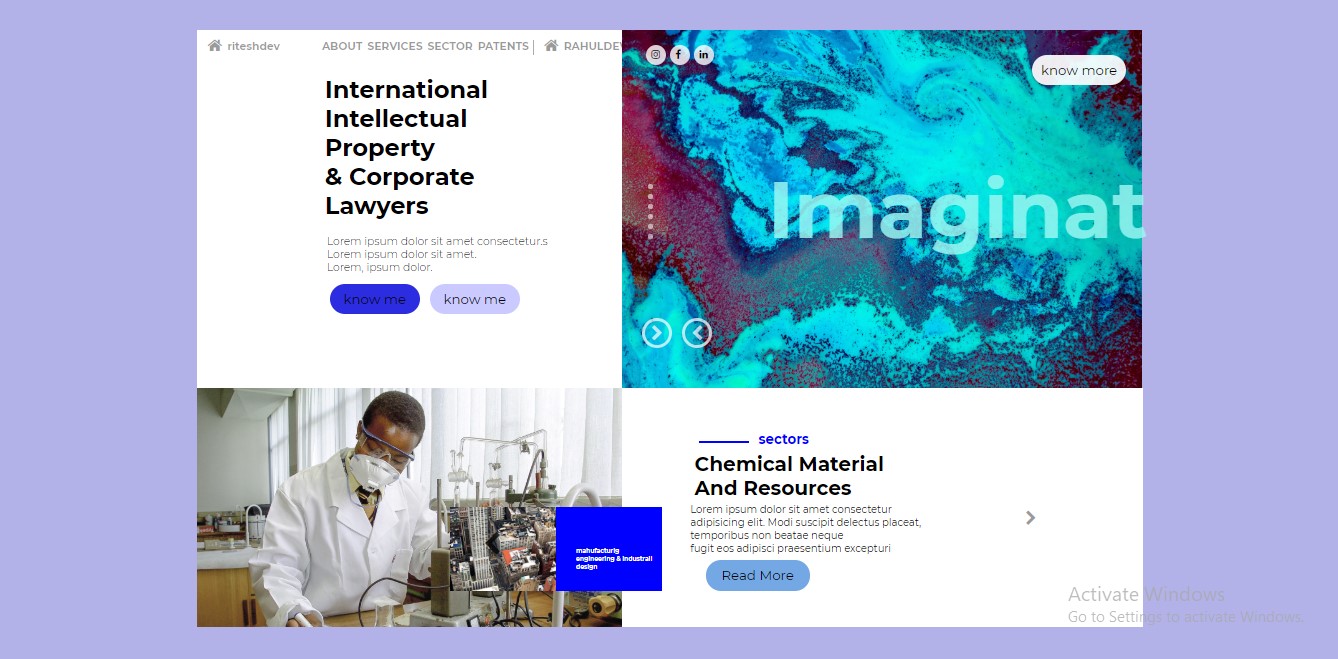 riteshdev
ABOUT SERVICES SECTOR PATENTS
RAHULDEV
know more
International
Intellectual
Property
& Corporate
Lawyers
Imaginat
Lorem ipsum dolor sit amet consectetur.s
Lorem ipsum dolor sit amet.
Lorem, ipsum dolor.
know me know me
sectors
Chemical Material
And Resources
Lorem ipsum dolor sit amet consectetur
adipisicing elit. Modi suscipit delectus placeat,
temporibus non beatae neque
fugit eos adipisci praesentium excepturi
mahufacturig
engineering & industrail
design
Read More
Activate Windows
Go to Settings to activate Windows.